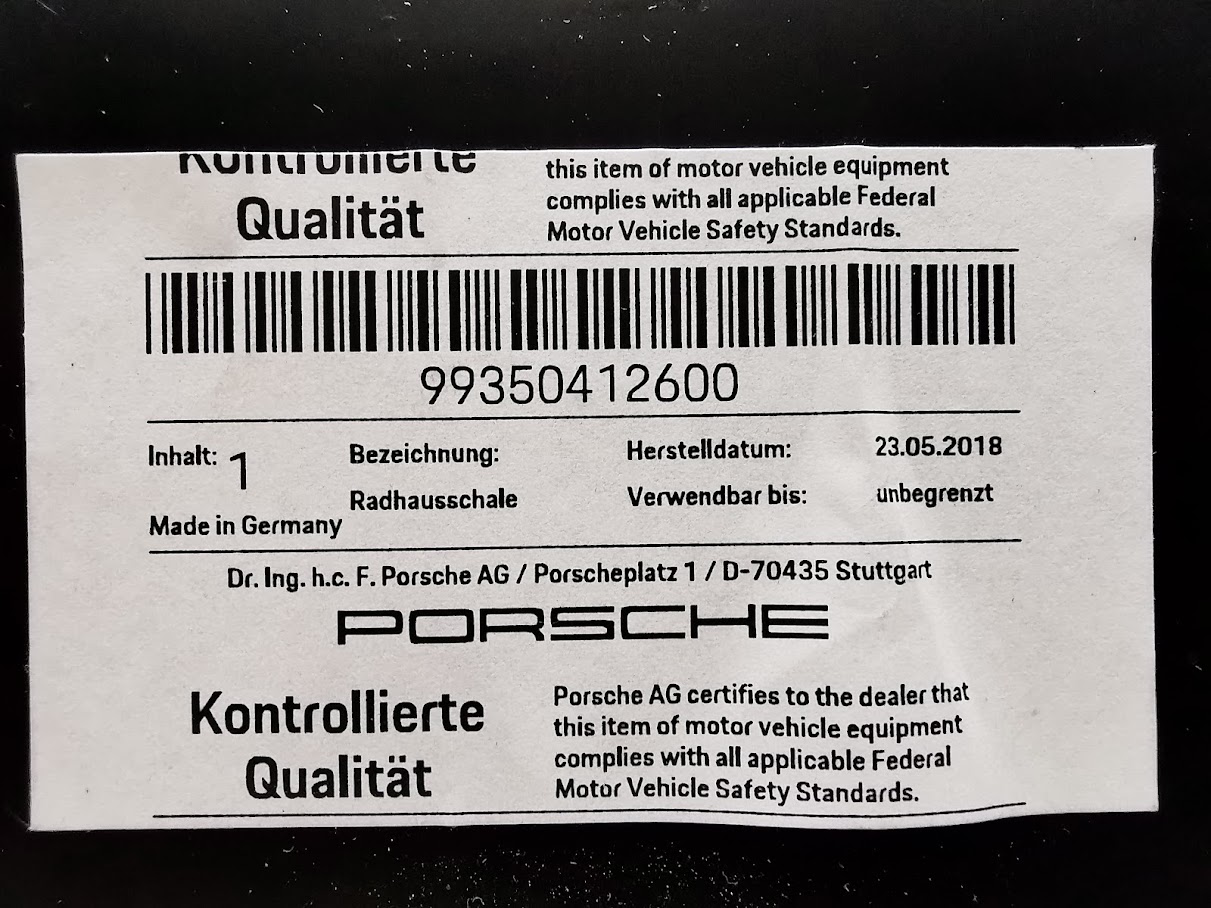 Kontrollierte
Qualität
this item of motor vehicle equipment
complies with all applicable Federal
Motor Vehicle Safety Standards.
99350412600
Inhalt: 1
Made in Germany
Bezeichnung:
Radhausschale
Herstelldatum: 23.05.2018
Verwendbar bis: unbegrenzt
Dr. Ing. h.c. F. Porsche AG / Porscheplatz 1 / D-70435 Stuttgart
PORSCHE
Kontrollierte
Qualität
Porsche AG certifies to the dealer that
this item of motor vehicle equipment
complies with all applicable Federal
Motor Vehicle Safety Standards.